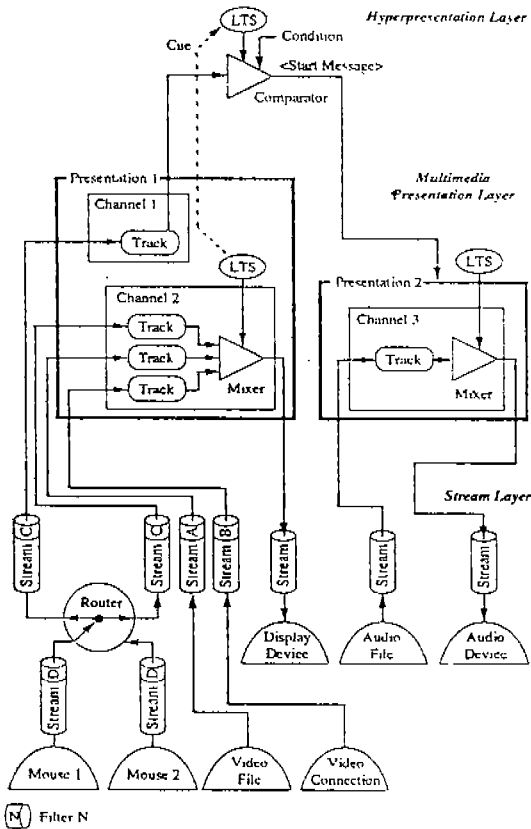 LTS
Hyperpresentation Layer
Condition
Cue
<Start Message>
Comparator
Presentation 1
Multimedia
Presentation Layer
Channel 1
Track
LTS
LTS
Presentation 2
Channel 2
Channel 3
Track
Track
Track
Track
Mixer
Mixer
Stream Layer
Stream C
Stream C
Stream A
Stream B
Stream
Stream
Stream
Router
Display
Device
Audio
File
Audio
Device
Stream D
Stream D
Mouse 1
Mouse 2
Video
File
Video
Connection
N Filter N